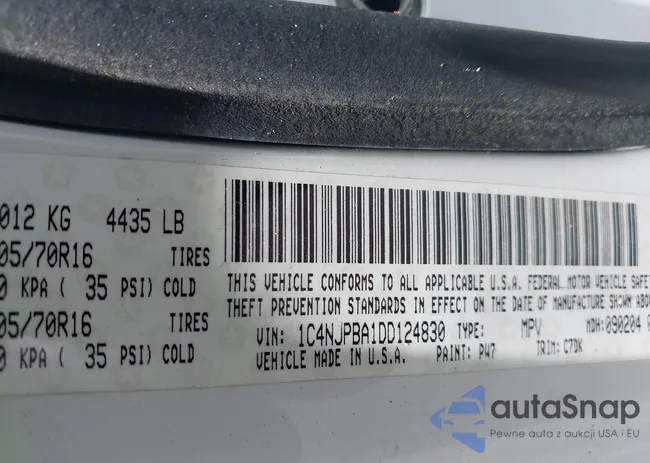 012 KG 4435 LB
05/70R16 TIRES
0 KPA ( 35 PSI) COLD
05/70R16 TIRES
0 KPA ( 35 PSI) COLD
THIS VEHICLE CONFORMS TO ALL APPLICABLE U.S.A. FEDERAL MOTOR VEHICLE SAFET
THEFT PREVENTION STANDARDS IN EFFECT ON THE DATE OF MANUFACTURE SHOWN ABOV
VIN: 1C4NJPBA1DD124830 TYPE: MPV MDH: 090204 0
VEHICLE MADE IN U.S.A. PAINT: PW7 TRIM: C7DK
autaSnap
Pewne auta z aukcji USA i EU